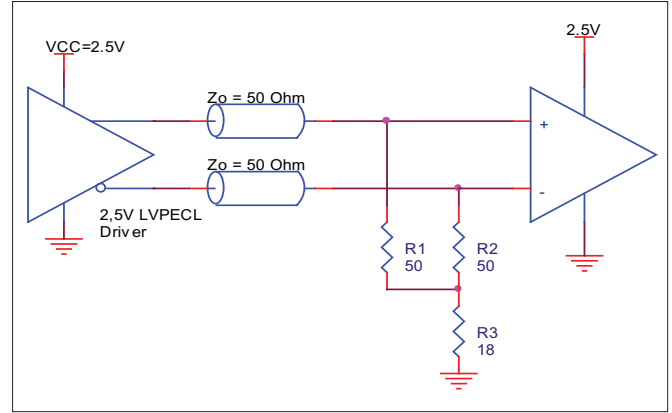 VCC=2.5V
2.5V
Zo = 50 Ohm
+
Zo = 50 Ohm
-
2,5V LVPECL
Driver
R1
50
R2
50
R3
18